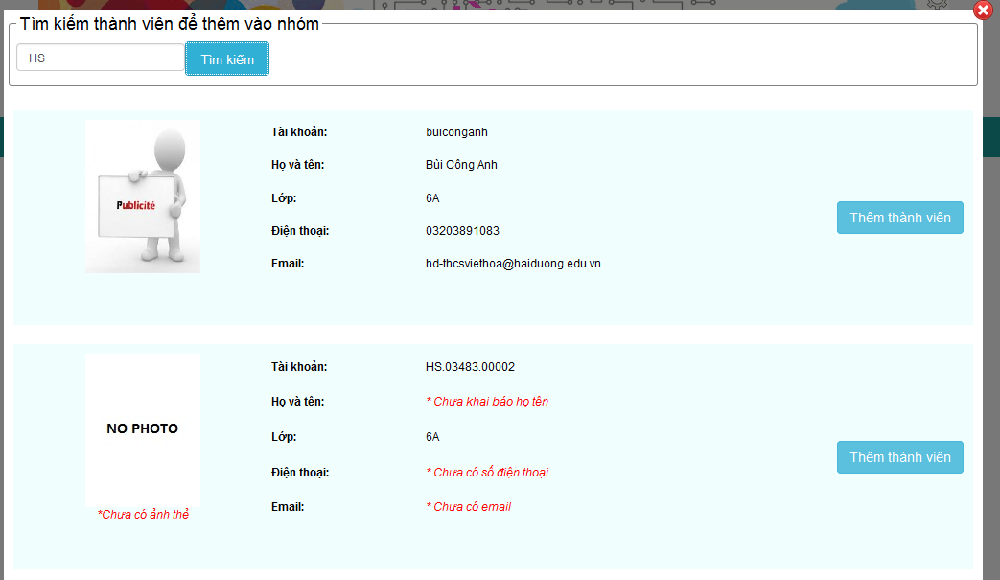 Tìm kiếm thành viên để thêm vào nhóm
HS
Tìm kiếm
Publicité
Tài khoản: buiconganh
Họ và tên: Bùi Công Anh
Lớp: 6A
Điện thoại: 03203891083
Email: hd-thcsviethoa@haiduong.edu.vn
Thêm thành viên
NO PHOTO
*Chưa có ảnh thẻ
Tài khoản: HS.03483.00002
Họ và tên: * Chưa khai báo họ tên
Lớp: 6A
Điện thoại: * Chưa có số điện thoại
Email: * Chưa có email
Thêm thành viên